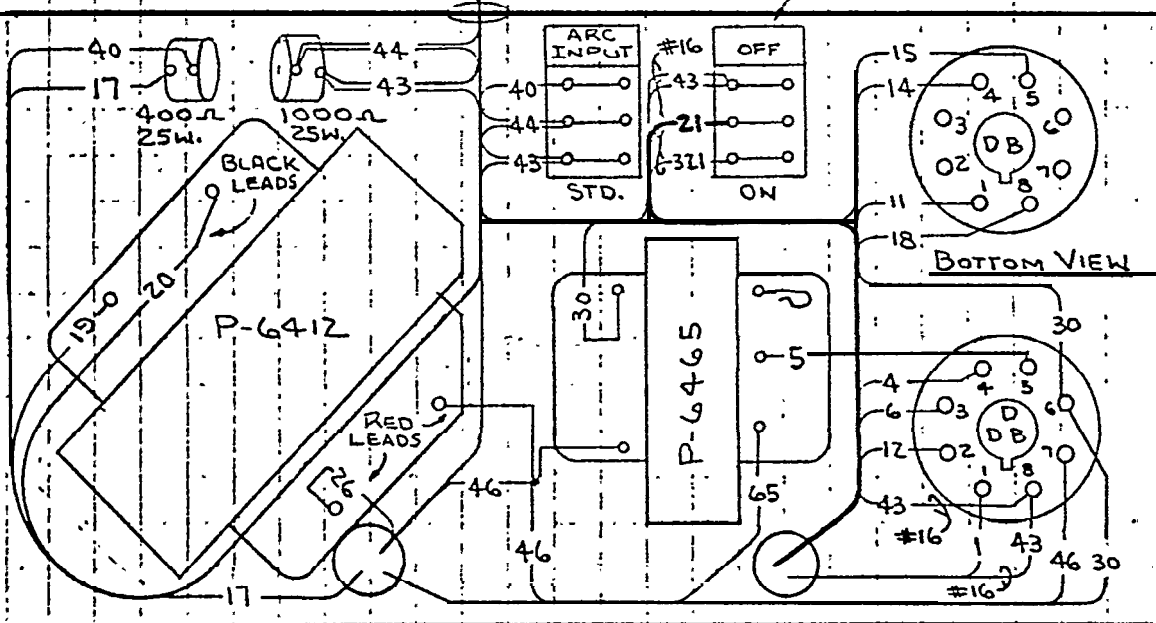 40
17
400Ω
25W.
44
43
1000Ω
25W.
ARC
INPUT
40
44
43
STD.
#16
OFF
43
21
321
ON
15
14
11
18
4
5
3
6
DB
2
7
1
8
BOTTOM VIEW
BLACK
LEADS
20
19
P-6412
RED
LEADS
26
17
46
46
30
P-6465
5
65
30
4
6
12
43
#16
4
5
3
6
D
DB
2
7
1
8
1
43
#16
46
30